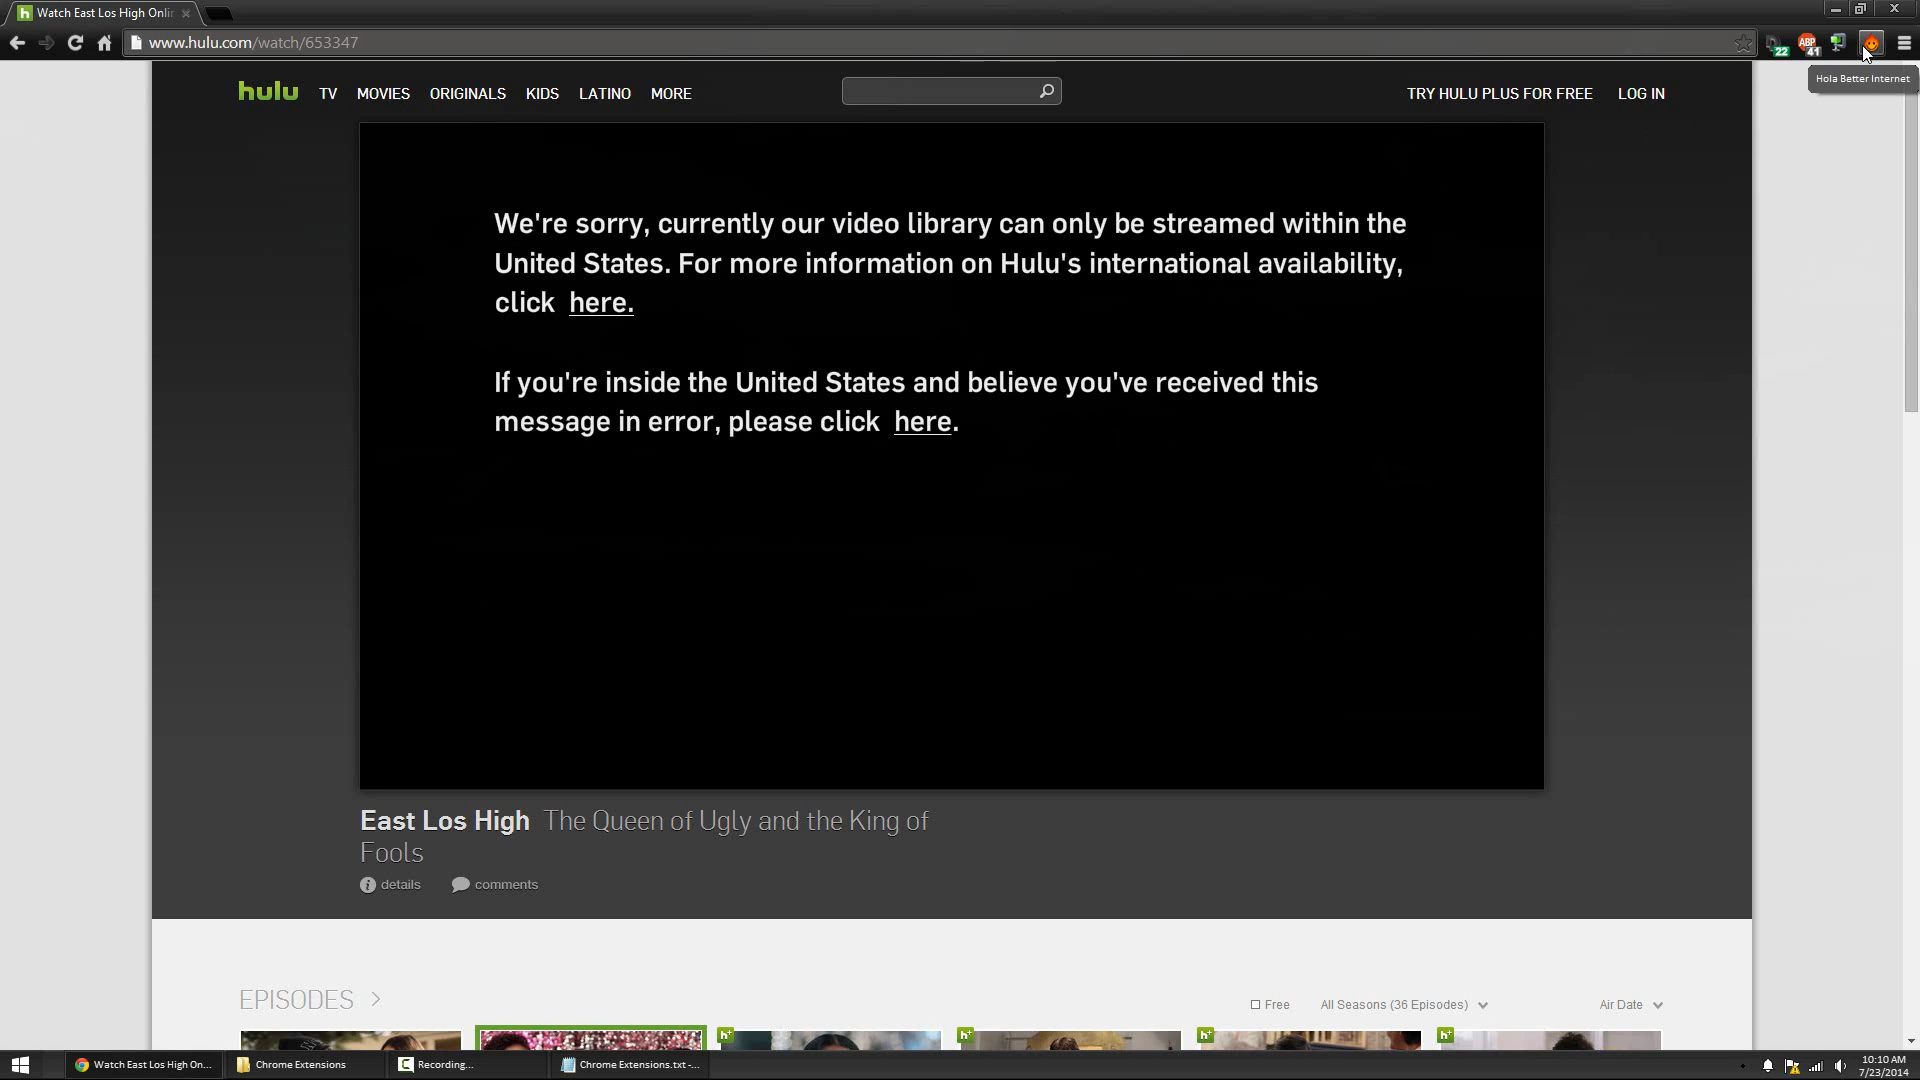 Watch East Los High Onli
www.hulu.com/watch/653347
22
ABP
41
Hola Better Internet
hulu TV MOVIES ORIGINALS KIDS LATINO MORE
TRY HULU PLUS FOR FREE LOG IN
We're sorry, currently our video library can only be streamed within the
United States. For more information on Hulu's international availability,
click here.
If you're inside the United States and believe you've received this
message in error, please click here.
East Los High The Queen of Ugly and the King of
Fools
details comments
EPISODES
Free All Seasons (36 Episodes) Air Date
h+
h+
h+
h+
Watch East Los High On...
Chrome Extensions
Recording...
Chrome Extensions.txt -...
10:10 AM
7/23/2014